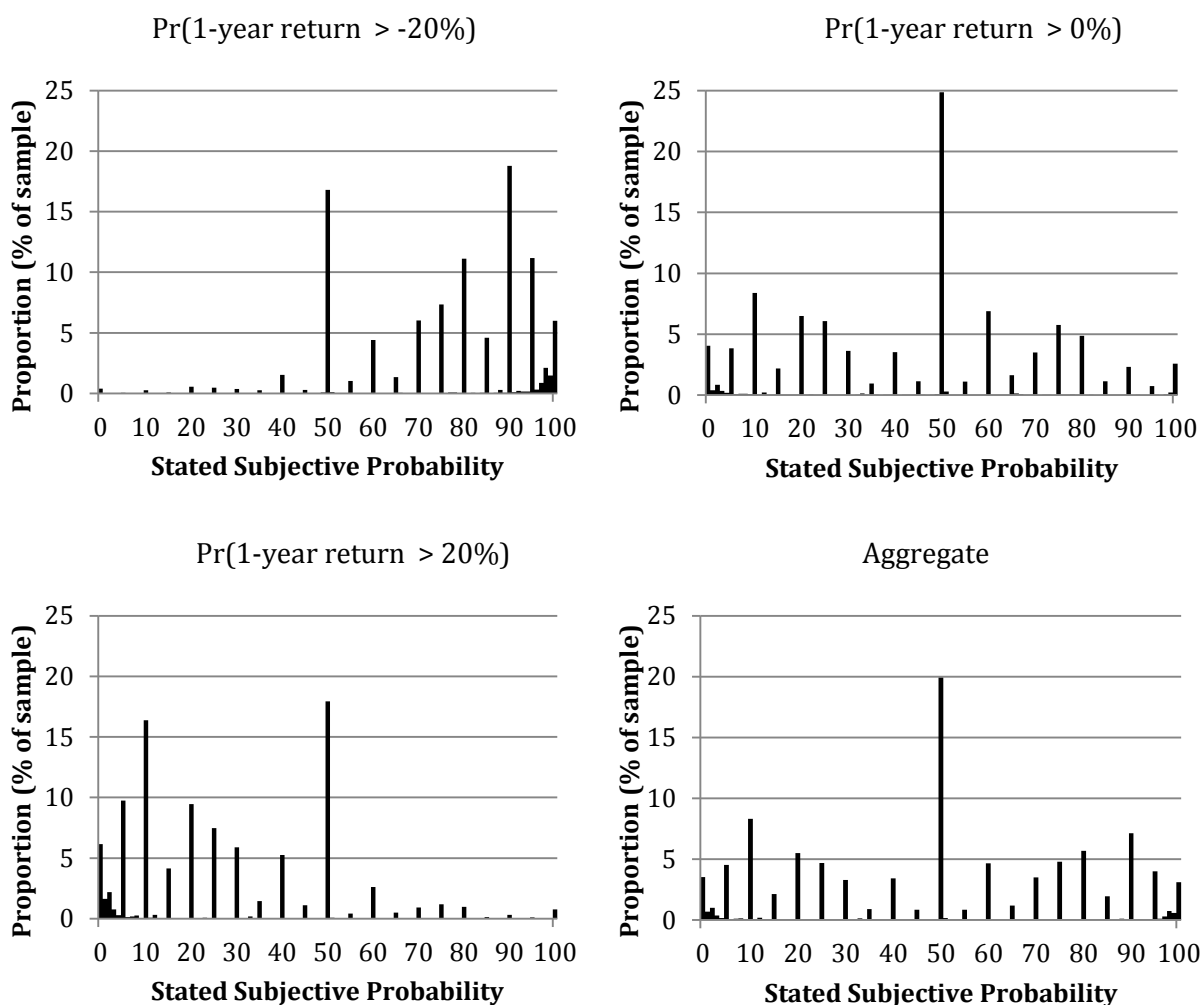 Pr(1-year return > -20%)
Proportion (% of sample)
25
20
15
10
5
0
0 10 20 30 40 50 60 70 80 90 100
Stated Subjective Probability
Pr(1-year return > 0%)
Proportion (% of sample)
25
20
15
10
5
0
0 10 20 30 40 50 60 70 80 90 100
Stated Subjective Probability
Pr(1-year return > 20%)
Proportion (% of sample)
25
20
15
10
5
0
0 10 20 30 40 50 60 70 80 90 100
Stated Subjective Probability
Aggregate
Proportion (% of sample)
25
20
15
10
5
0
0 10 20 30 40 50 60 70 80 90 100
Stated Subjective Probability